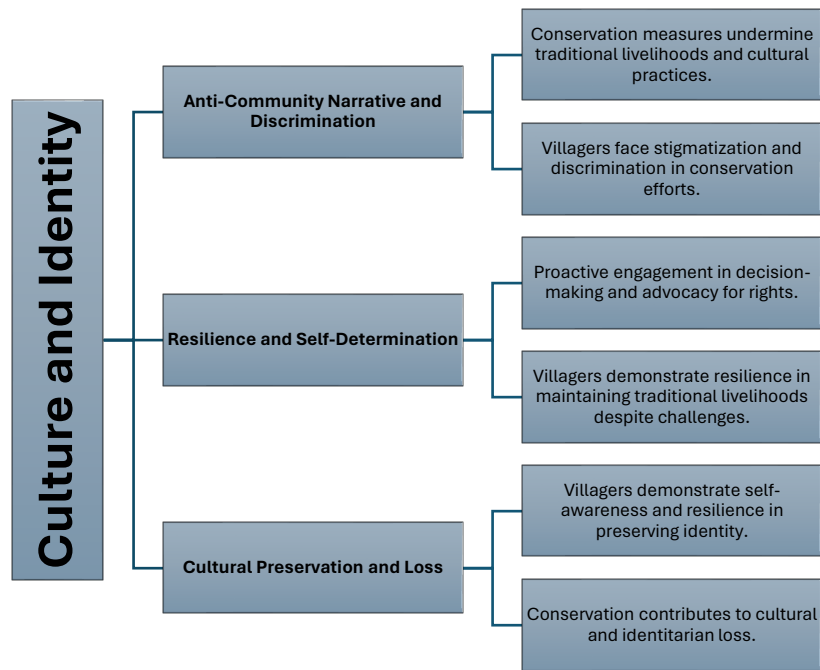 Culture and Identity
Anti-Community Narrative and
Discrimination
Conservation measures undermine
traditional livelihoods and cultural
practices.
Villagers face stigmatization and
discrimination in conservation
efforts.
Resilience and Self-Determination
Proactive engagement in decision-
making and advocacy for rights.
Villagers demonstrate resilience in
maintaining traditional livelihoods
despite challenges.
Cultural Preservation and Loss
Villagers demonstrate self-
awareness and resilience in
preserving identity.
Conservation contributes to cultural
and identitarian loss.